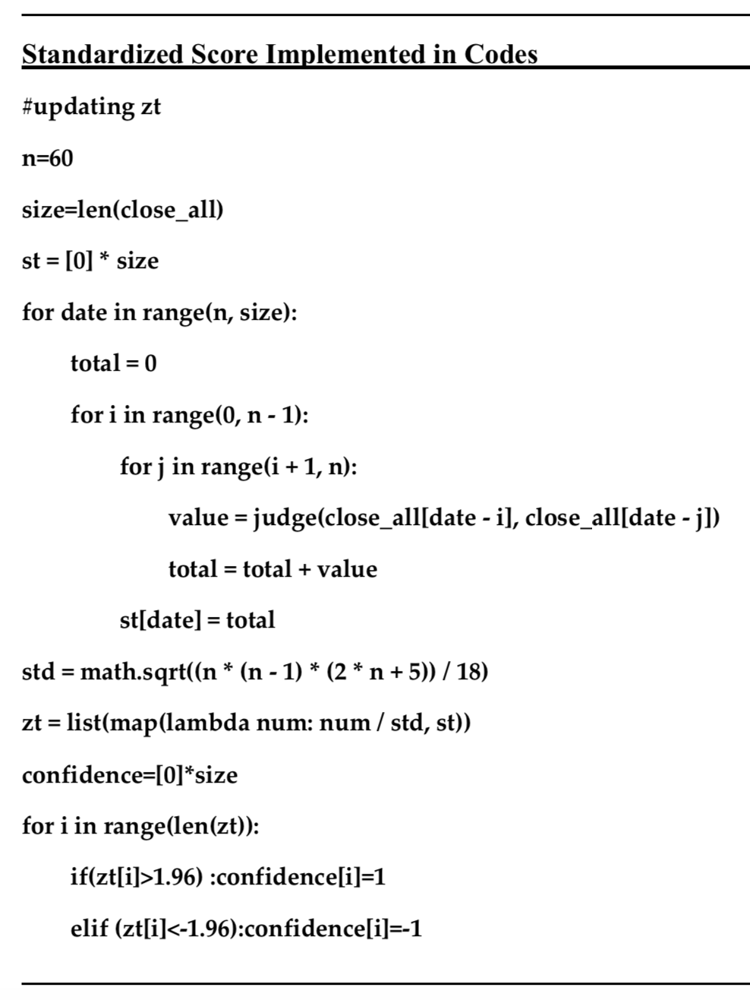 Standardized Score Implemented in Codes
#updating zt
n=60
size=len(close_all)
st = [0] * size
for date in range(n, size):
total = 0
for i in range(0, n - 1):
for j in range(i + 1, n):
value = judge(close_all[date - i], close_all[date - j])
total = total + value
st[date] = total
std = math.sqrt((n * (n - 1) * (2 * n + 5)) / 18)
zt = list(map(lambda num: num / std, st))
confidence=[0]*size
for i in range(len(zt)):
if(zt[i]>1.96) :confidence[i]=1
elif (zt[i]<-1.96):confidence[i]=-1